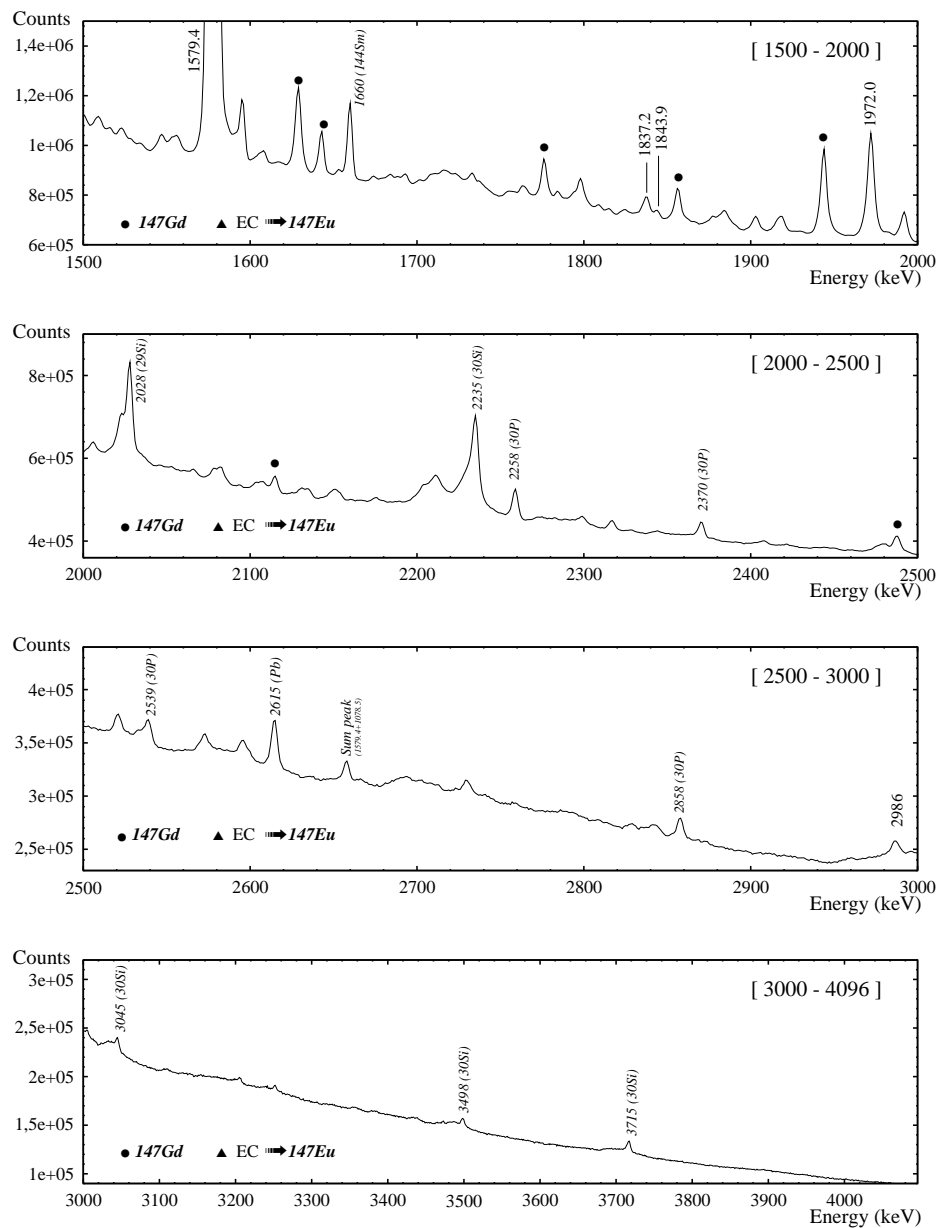 Counts
[ 1500 - 2000 ]
1,4e+06
1,2e+06
1e+06
8e+05
6e+05
1579.4
1660 (144Sm)
1837.2
1843.9
1972.0
● 147Gd ▲ EC ➡ 147Eu
1500 1600 1700 1800 1900 2000
Energy (keV)
Counts
[ 2000 - 2500 ]
8e+05
6e+05
4e+05
2028 (29Si)
2235 (30Si)
2258 (30P)
2370 (30P)
● 147Gd ▲ EC ➡ 147Eu
2000 2100 2200 2300 2400 2500
Energy (keV)
Counts
[ 2500 - 3000 ]
4e+05
3,5e+05
3e+05
2,5e+05
2539 (30P)
2615 (Pb)
Sum peak
(1579.4+1078.5)
2858 (30P)
2986
● 147Gd ▲ EC ➡ 147Eu
2500 2600 2700 2800 2900 3000
Energy (keV)
Counts
[ 3000 - 4096 ]
3e+05
2,5e+05
2e+05
1,5e+05
1e+05
3045 (30Si)
3498 (30Si)
3715 (30Si)
● 147Gd ▲ EC ➡ 147Eu
3000 3100 3200 3300 3400 3500 3600 3700 3800 3900 4000
Energy (keV)